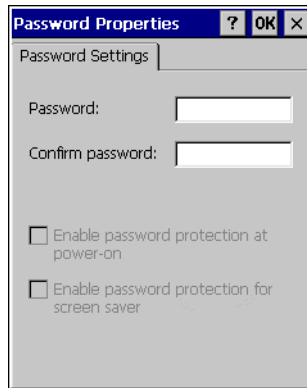 Password Properties ? OK ×
Password Settings
Password:
Confirm password:
Enable password protection at
power-on
Enable password protection for
screen saver